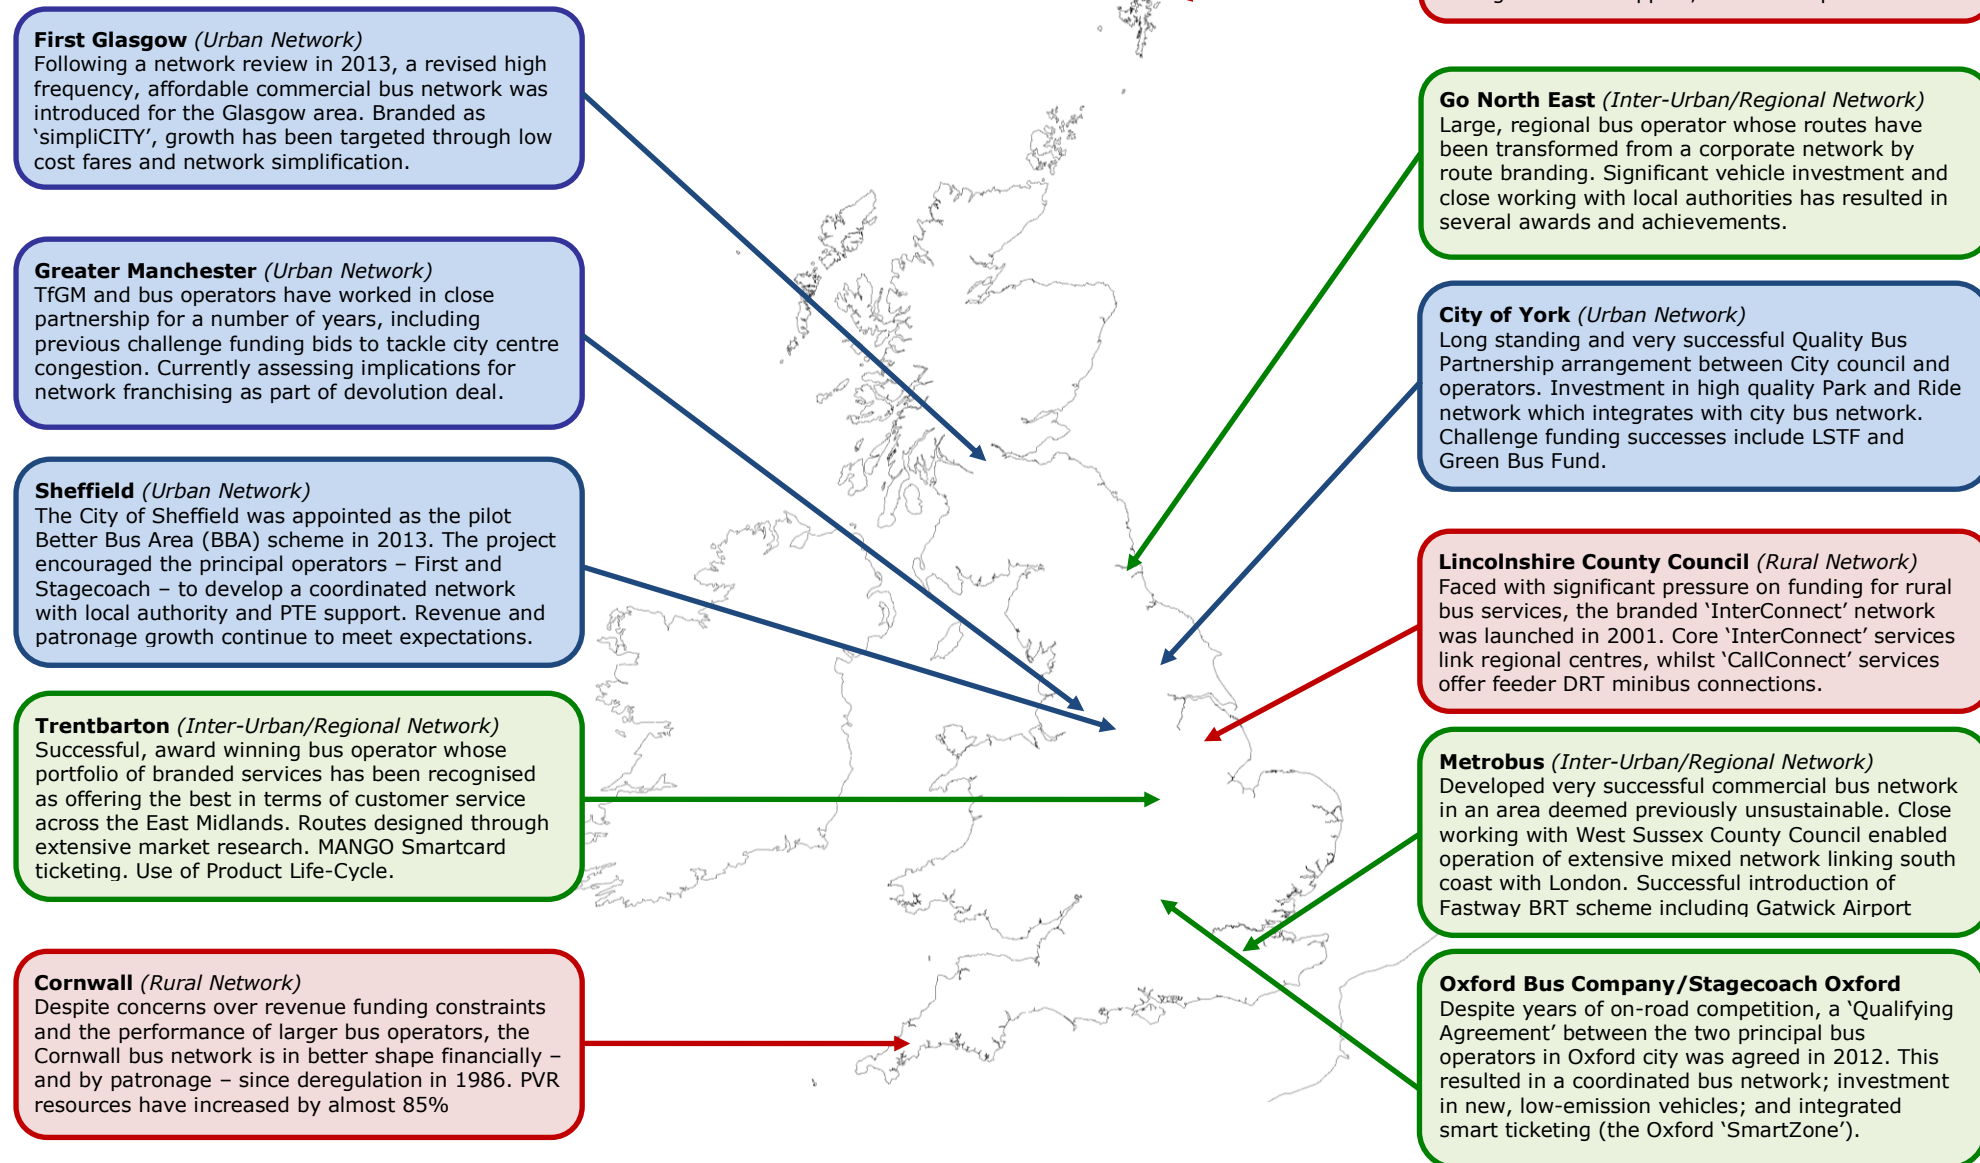 First Glasgow (Urban Network)
Following a network review in 2013, a revised high
frequency, affordable commercial bus network was
introduced for the Glasgow area. Branded as
‘simpliCITY’, growth has been targeted through low
cost fares and network simplification.
Greater Manchester (Urban Network)
TfGM and bus operators have worked in close
partnership for a number of years, including
previous challenge funding bids to tackle city centre
congestion. Currently assessing implications for
network franchising as part of devolution deal.
Sheffield (Urban Network)
The City of Sheffield was appointed as the pilot
Better Bus Area (BBA) scheme in 2013. The project
encouraged the principal operators – First and
Stagecoach – to develop a coordinated network
with local authority and PTE support. Revenue and
patronage growth continue to meet expectations.
Trentbarton (Inter-Urban/Regional Network)
Successful, award winning bus operator whose
portfolio of branded services has been recognised
as offering the best in terms of customer service
across the East Midlands. Routes designed through
extensive market research. MANGO Smartcard
ticketing. Use of Product Life-Cycle.
Cornwall (Rural Network)
Despite concerns over revenue funding constraints
and the performance of larger bus operators, the
Cornwall bus network is in better shape financially –
and by patronage – since deregulation in 1986. PVR
resources have increased by almost 85%
Go North East (Inter-Urban/Regional Network)
Large, regional bus operator whose routes have
been transformed from a corporate network by
route branding. Significant vehicle investment and
close working with local authorities has resulted in
several awards and achievements.
City of York (Urban Network)
Long standing and very successful Quality Bus
Partnership arrangement between City council and
operators. Investment in high quality Park and Ride
network which integrates with city bus network.
Challenge funding successes include LSTF and
Green Bus Fund.
Lincolnshire County Council (Rural Network)
Faced with significant pressure on funding for rural
bus services, the branded ‘InterConnect’ network
was launched in 2001. Core ‘InterConnect’ services
link regional centres, whilst ‘CallConnect’ services
offer feeder DRT minibus connections.
Metrobus (Inter-Urban/Regional Network)
Developed very successful commercial bus network
in an area deemed previously unsustainable. Close
working with West Sussex County Council enabled
operation of extensive mixed network linking south
coast with London. Successful introduction of
Fastway BRT scheme including Gatwick Airport
Oxford Bus Company/Stagecoach Oxford
Despite years of on-road competition, a ‘Qualifying
Agreement’ between the two principal bus
operators in Oxford city was agreed in 2012. This
resulted in a coordinated bus network; investment
in new, low-emission vehicles; and integrated
smart ticketing (the Oxford ‘SmartZone’).